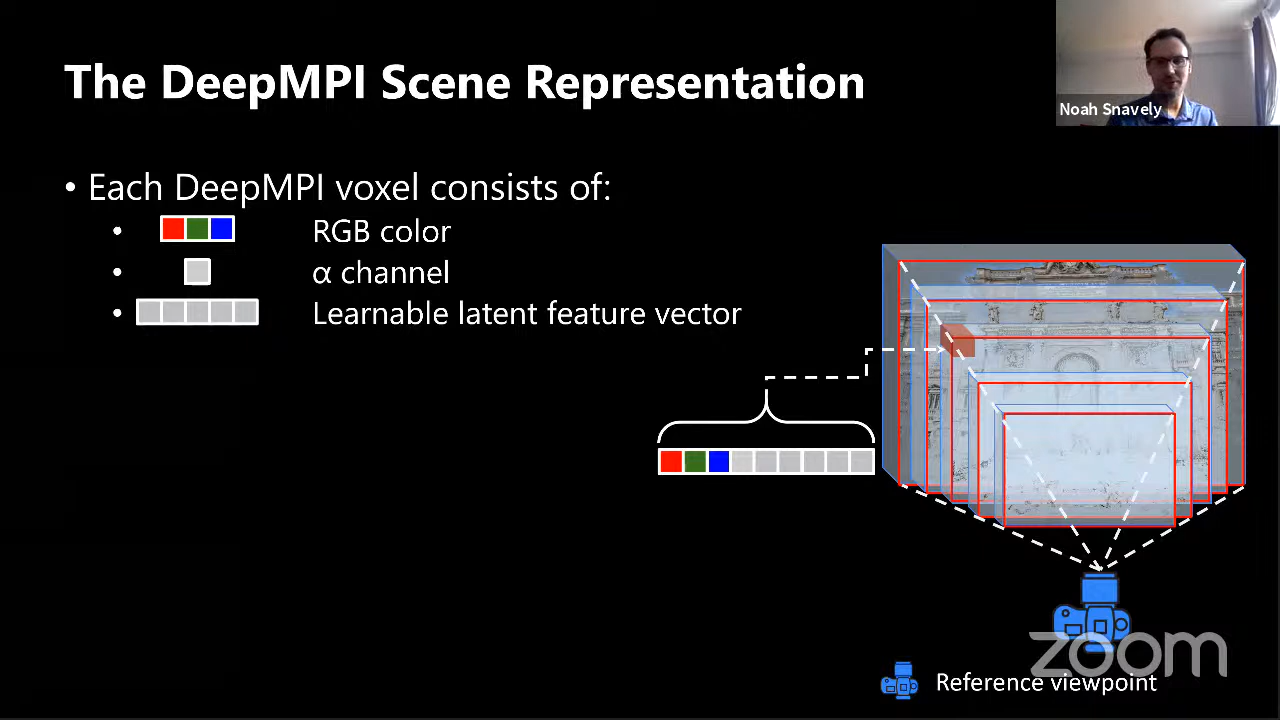 The DeepMPI Scene Representation
Noah Snavely
• Each DeepMPI voxel consists of:
• RGB color
• α channel
• Learnable latent feature vector
zoom
Reference viewpoint